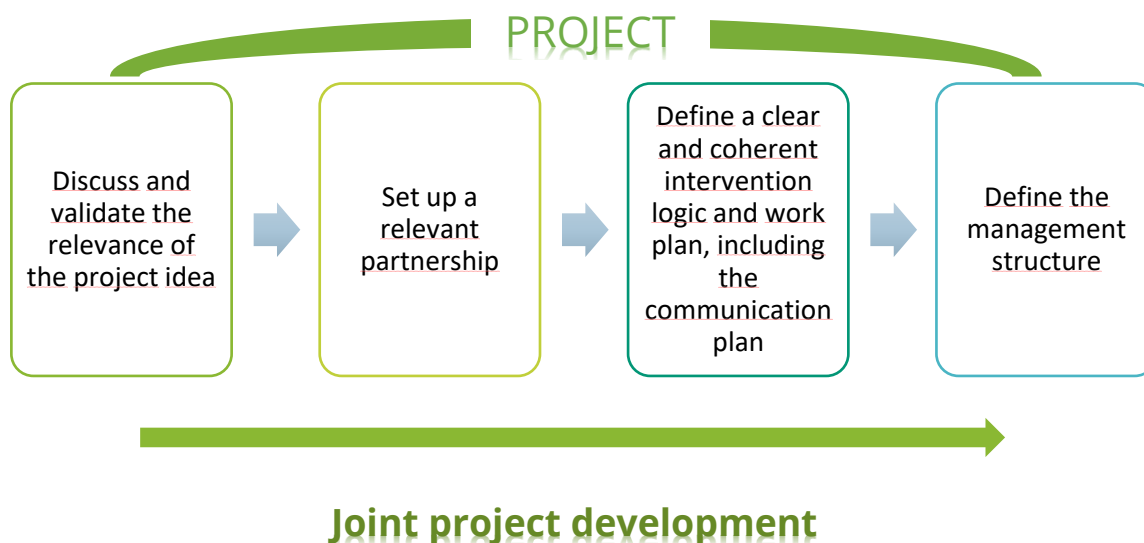 PROJECT
Discuss and
validate the
relevance of
the project idea
Set up a
relevant
partnership
Define a clear
and coherent
intervention
logic and work
plan, including
the
communication
plan
Define the
management
structure
Joint project development